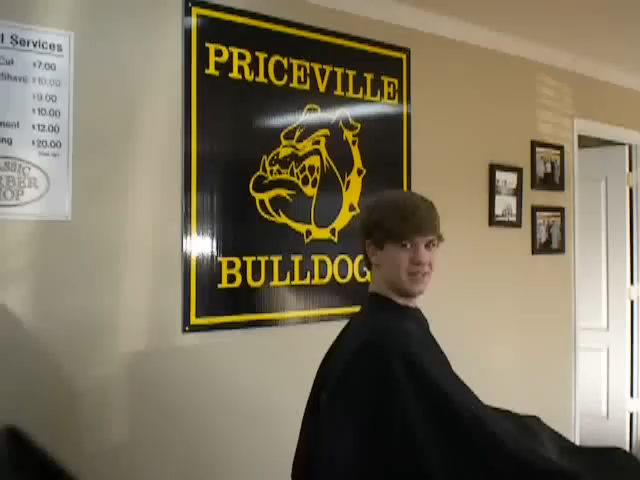 l Services
Cut $7.00
Shave $10.00
$9.00
$10.00
ment $12.00
ng $20.00
ASSIC
BER
OP
PRICEVILLE
BULLDOG